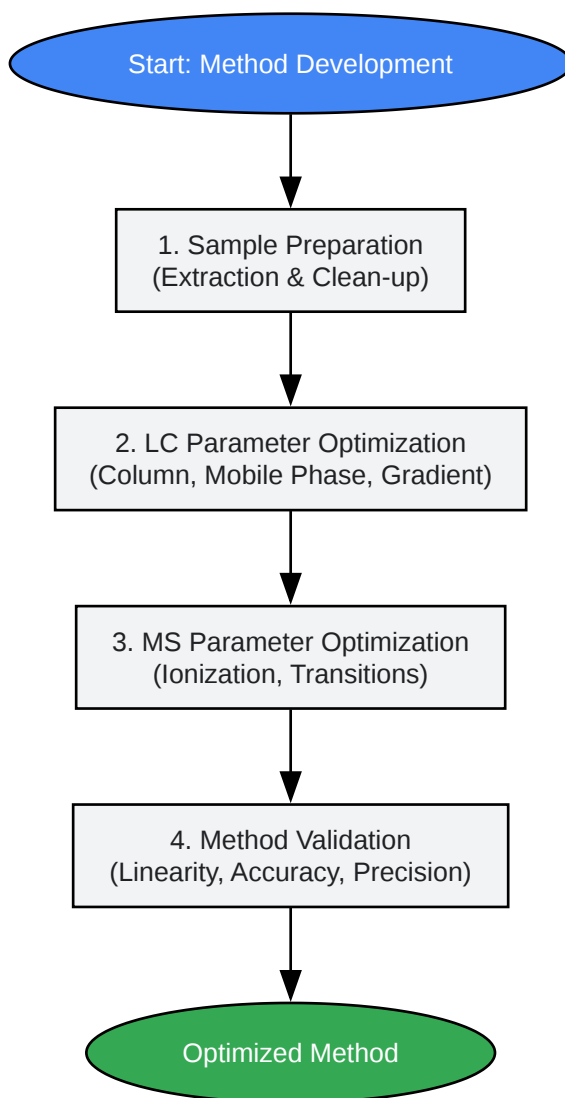 Start: Method Development
1. Sample Preparation
(Extraction & Clean-up)
2. LC Parameter Optimization
(Column, Mobile Phase, Gradient)
3. MS Parameter Optimization
(Ionization, Transitions)
4. Method Validation
(Linearity, Accuracy, Precision)
Optimized Method